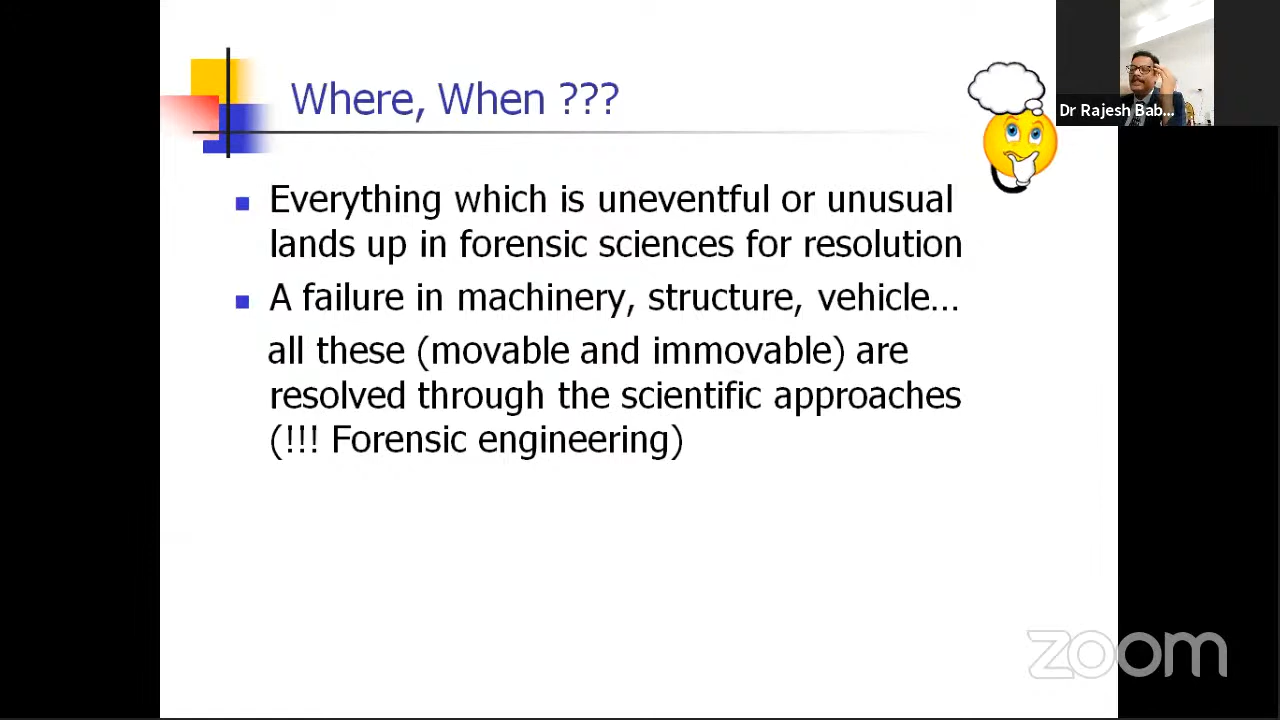 Where, When ???
Everything which is uneventful or unusual
lands up in forensic sciences for resolution
A failure in machinery, structure, vehicle…
all these (movable and immovable) are
resolved through the scientific approaches
(!!! Forensic engineering)
Dr Rajesh Bab...
zoom